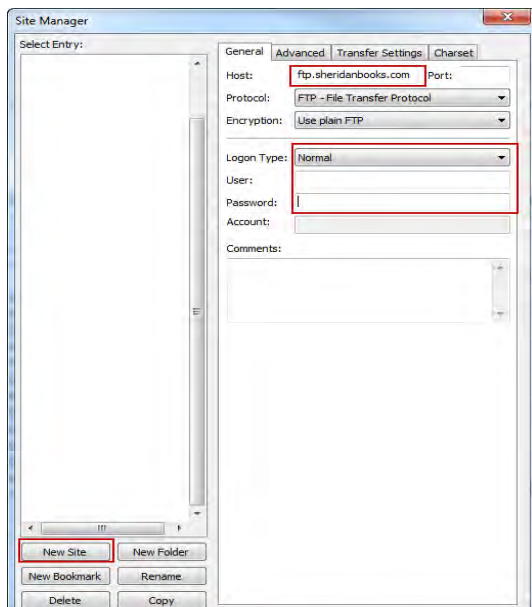 Site Manager
Select Entry:
General Advanced Transfer Settings Charset
Host: ftp.sheridanbooks.com Port:
Protocol: FTP - File Transfer Protocol
Encryption: Use plain FTP
Logon Type: Normal
User:
Password:
Account:
Comments:
New Site New Folder
New Bookmark Rename
Delete Copy